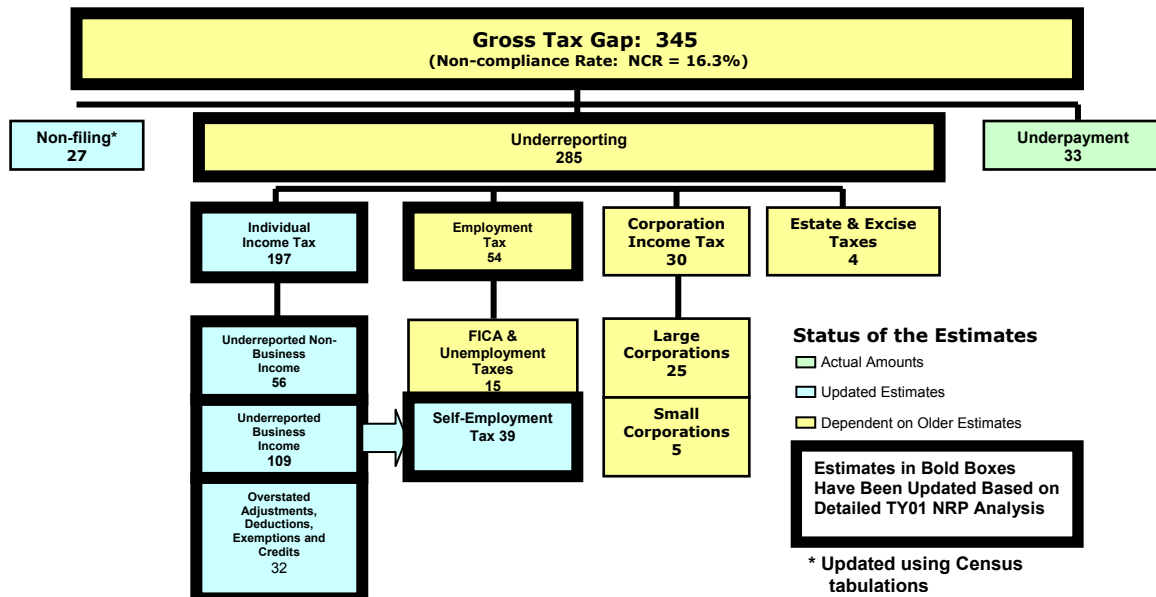 Gross Tax Gap: 345
(Non-compliance Rate: NCR = 16.3%)
Non-filing*
27
Underreporting
285
Underpayment
33
Individual
Income Tax
197
Employment
Tax
54
Corporation
Income Tax
30
Estate & Excise
Taxes
4
Underreported Non-
Business
Income
56
FICA &
Unemployment
Taxes
15
Large
Corporations
25
Underreported
Business
Income
109
Self-Employment
Tax 39
Small
Corporations
5
Overstated
Adjustments,
Deductions,
Exemptions and
Credits
32
Status of the Estimates
Actual Amounts
Updated Estimates
Dependent on Older Estimates
Estimates in Bold Boxes
Have Been Updated Based on
Detailed TY01 NRP Analysis
* Updated using Census
tabulations